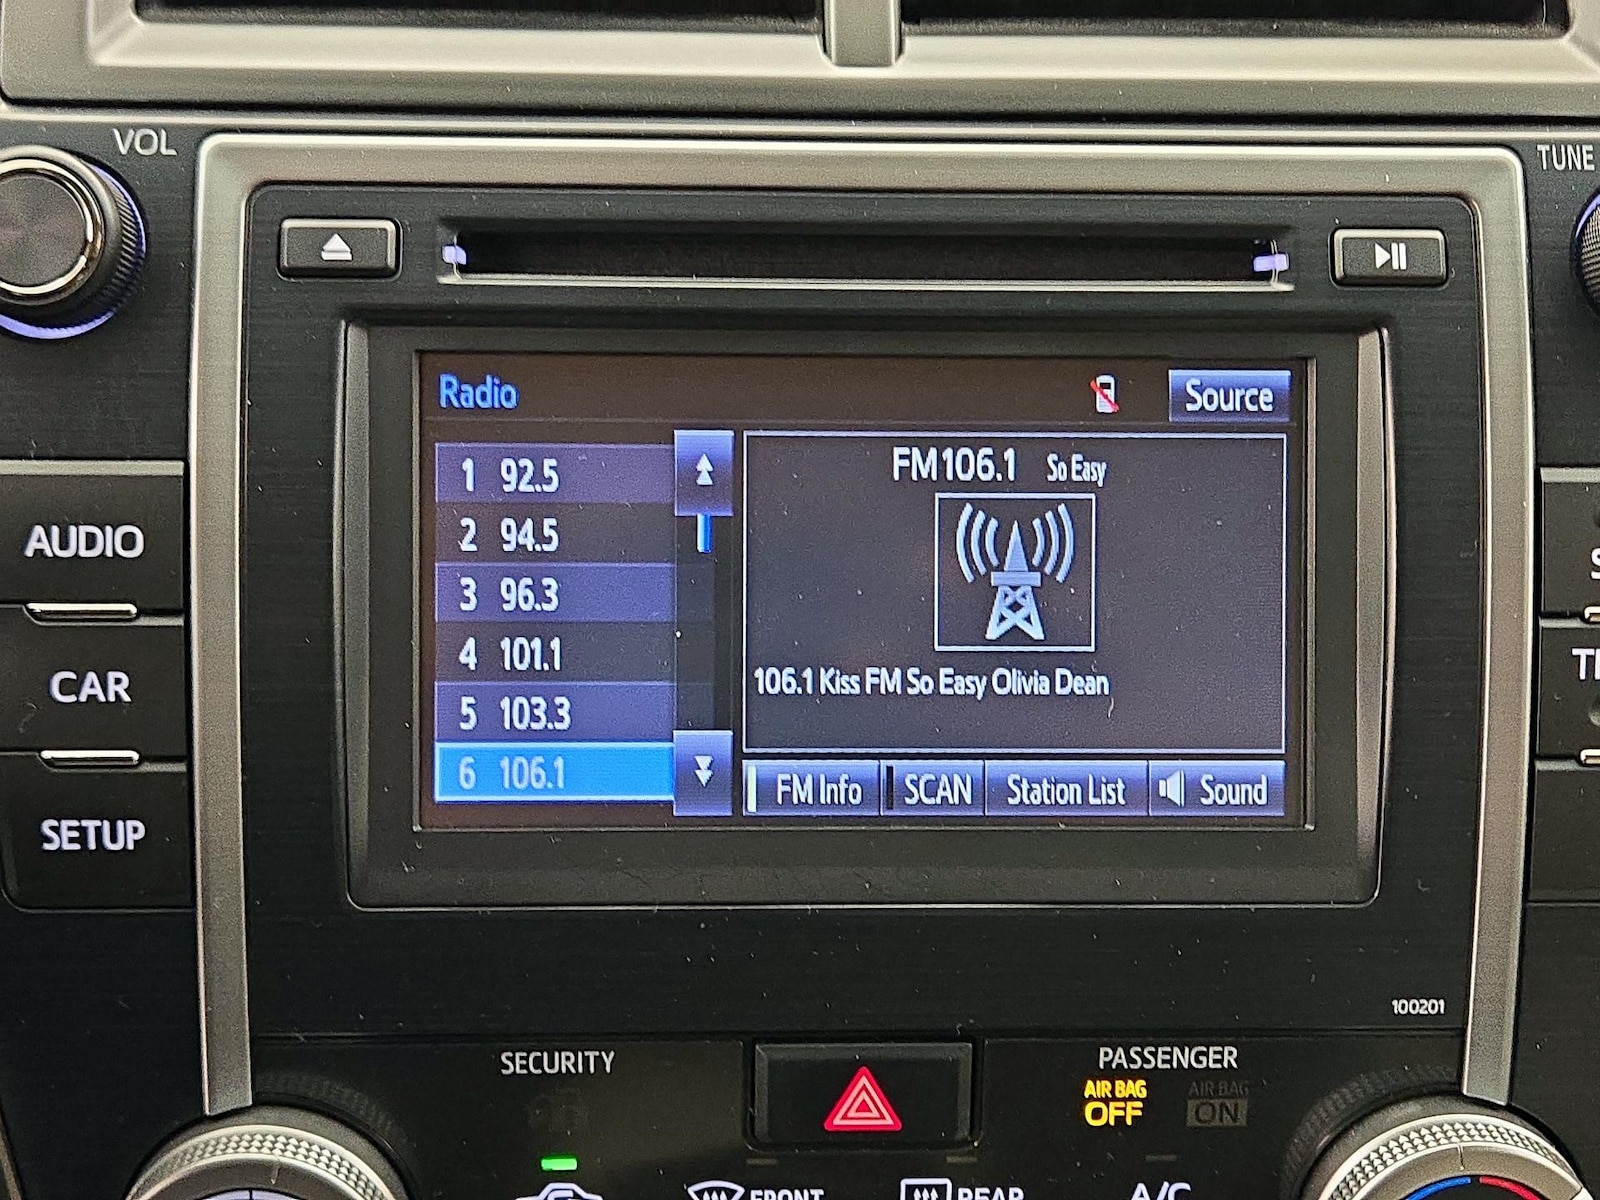 VOL
TUNE
Radio
Source
1 92.5
2 94.5
3 96.3
4 101.1
5 103.3
6 106.1
FM106.1 So Easy
106.1 Kiss FM So Easy Olivia Dean
FM Info
SCAN
Station List
Sound
AUDIO
CAR
SETUP
100201
SECURITY
PASSENGER
AIR BAG
OFF
AIR BAG
ON
FRONT
REAR
A/C